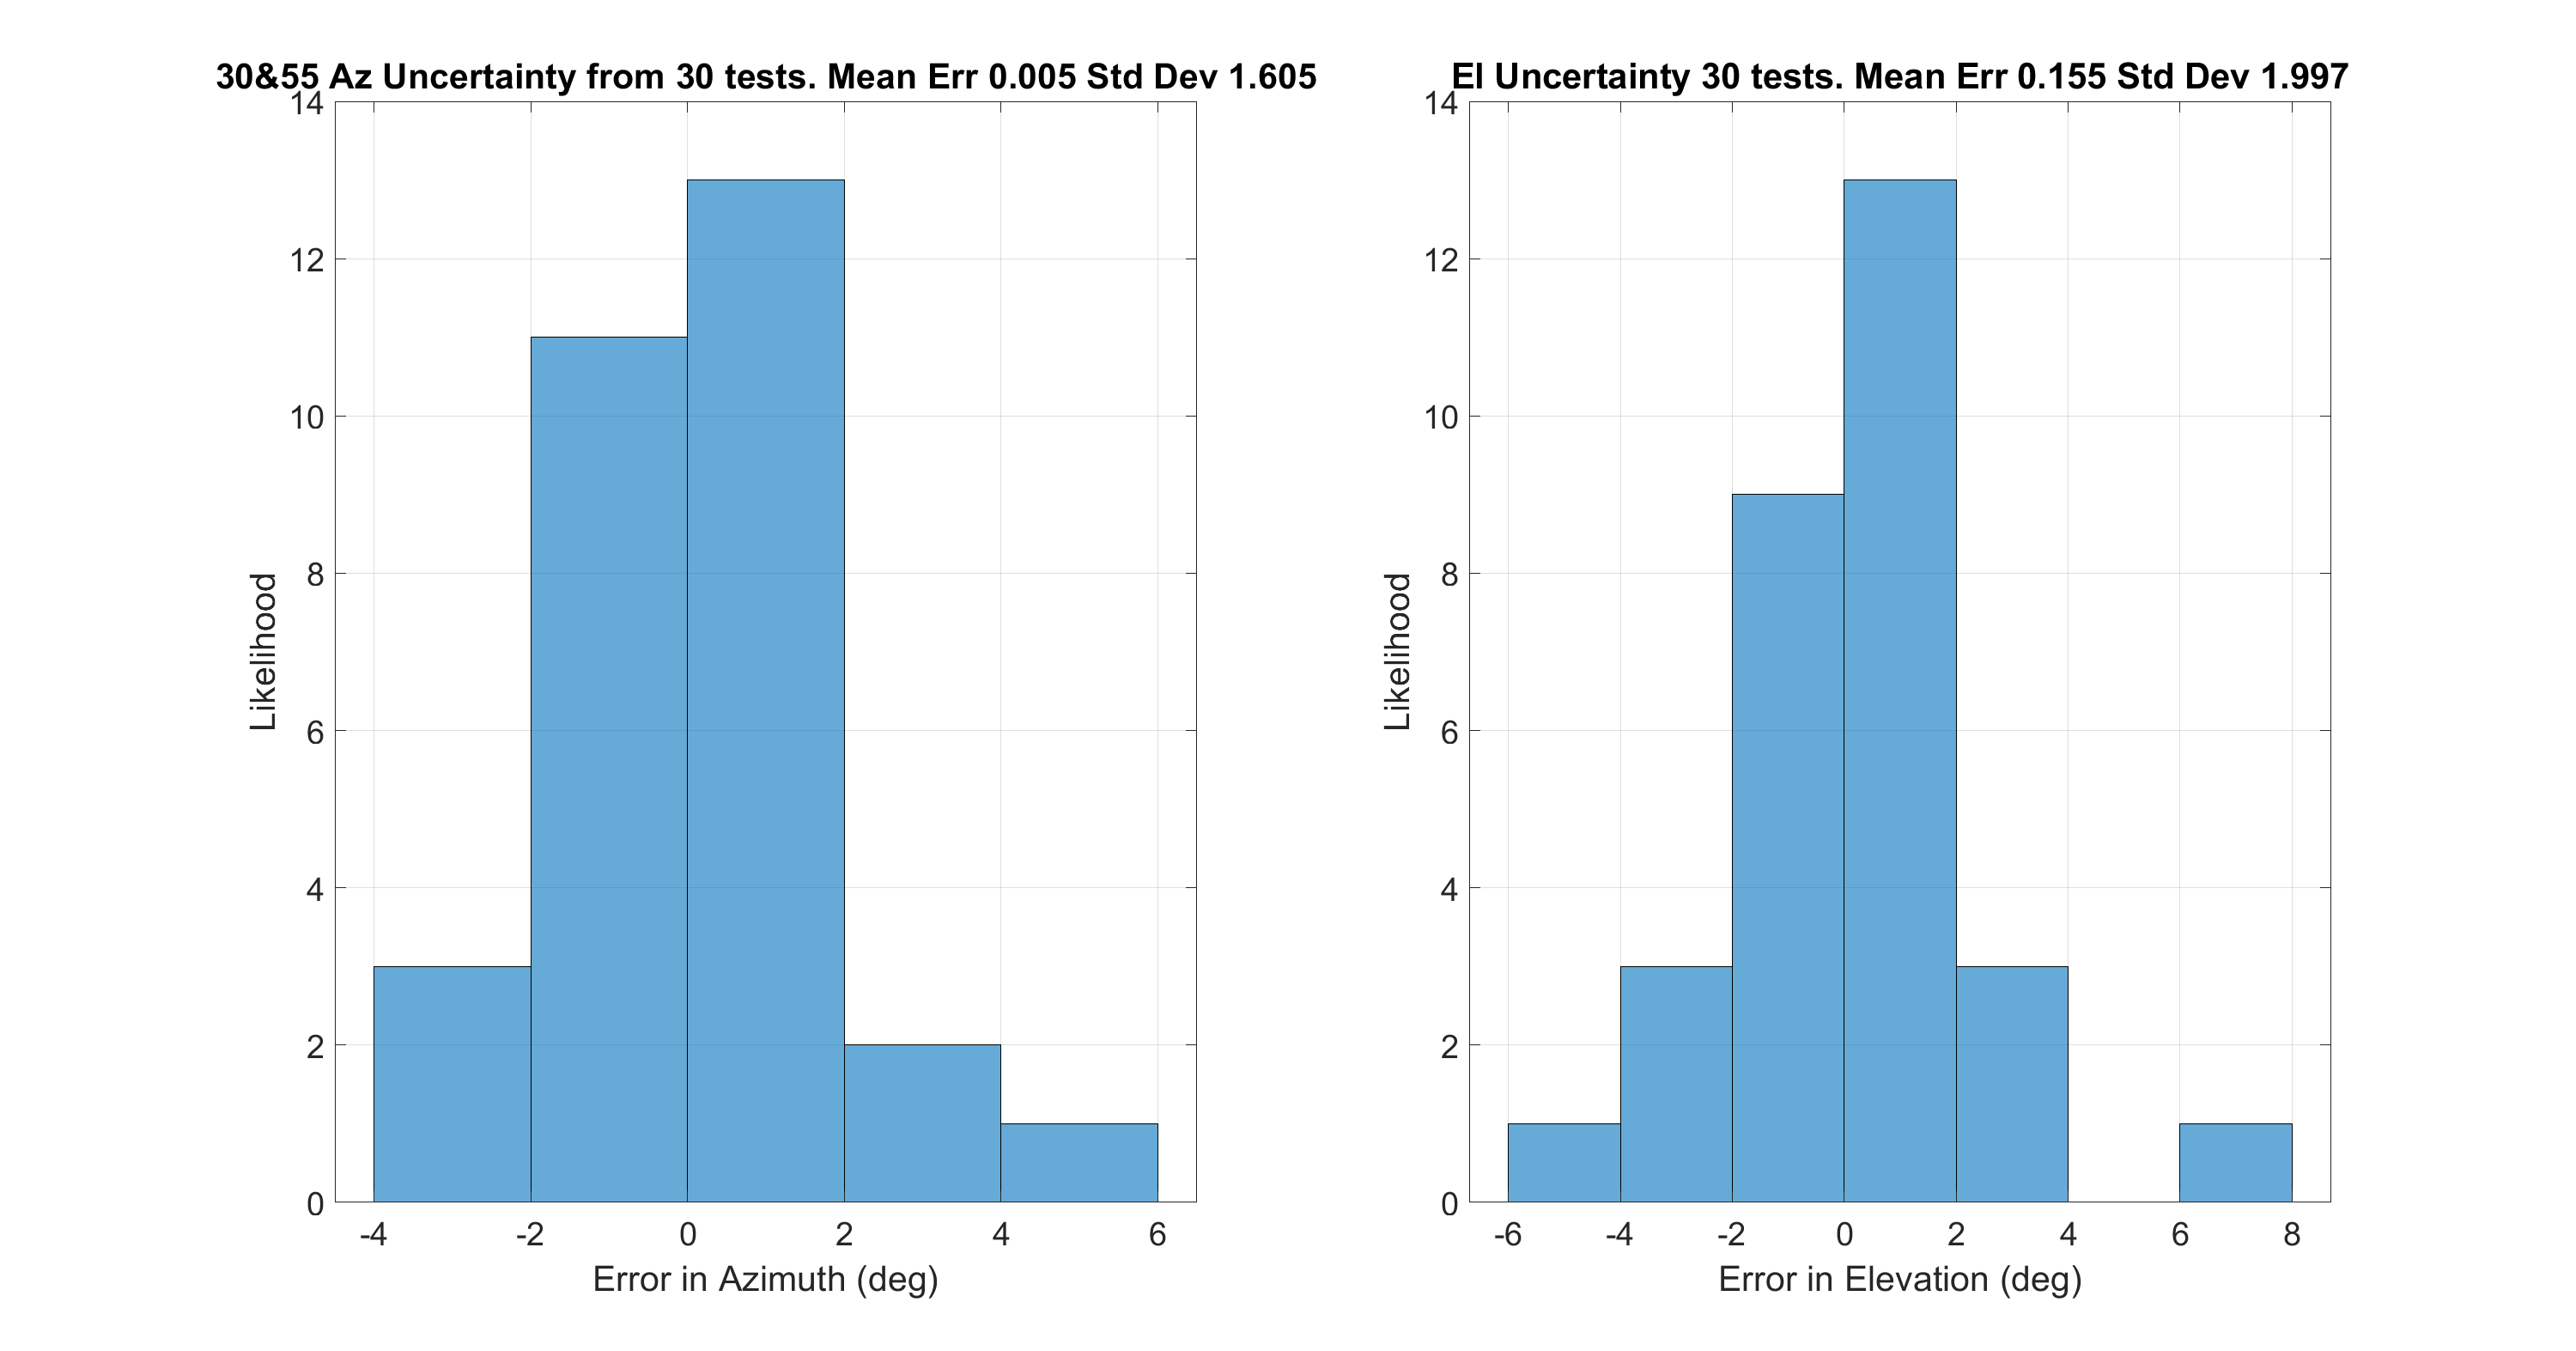 30&55 Az Uncertainty from 30 tests. Mean Err 0.005 Std Dev 1.605
14
12
10
8
6
4
2
0
Likelihood
-4 -2 0 2 4 6
Error in Azimuth (deg)
El Uncertainty 30 tests. Mean Err 0.155 Std Dev 1.997
14
12
10
8
6
4
2
0
Likelihood
-6 -4 -2 0 2 4 6 8
Error in Elevation (deg)